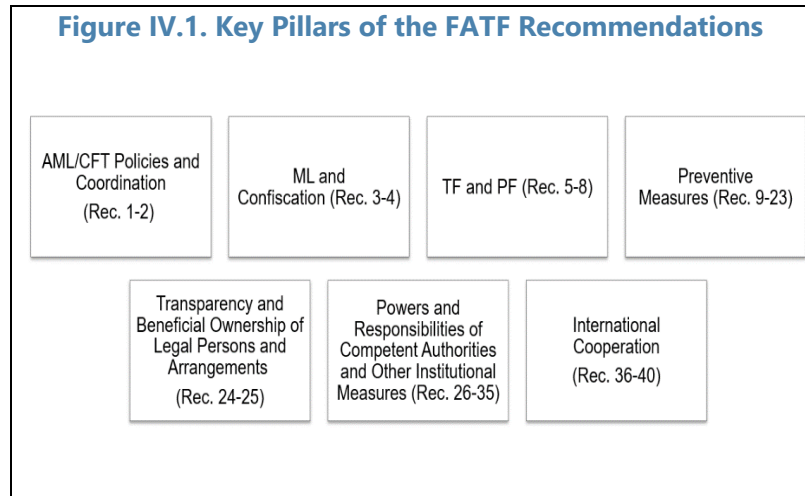 Figure IV.1. Key Pillars of the FATF Recommendations
AML/CFT Policies and
Coordination
(Rec. 1-2)
ML and
Confiscation (Rec. 3-4)
TF and PF (Rec. 5-8)
Preventive
Measures (Rec. 9-23)
Transparency and
Beneficial Ownership of
Legal Persons and
Arrangements
(Rec. 24-25)
Powers and
Responsibilities of
Competent Authorities
and Other Institutional
Measures (Rec. 26-35)
International
Cooperation
(Rec. 36-40)